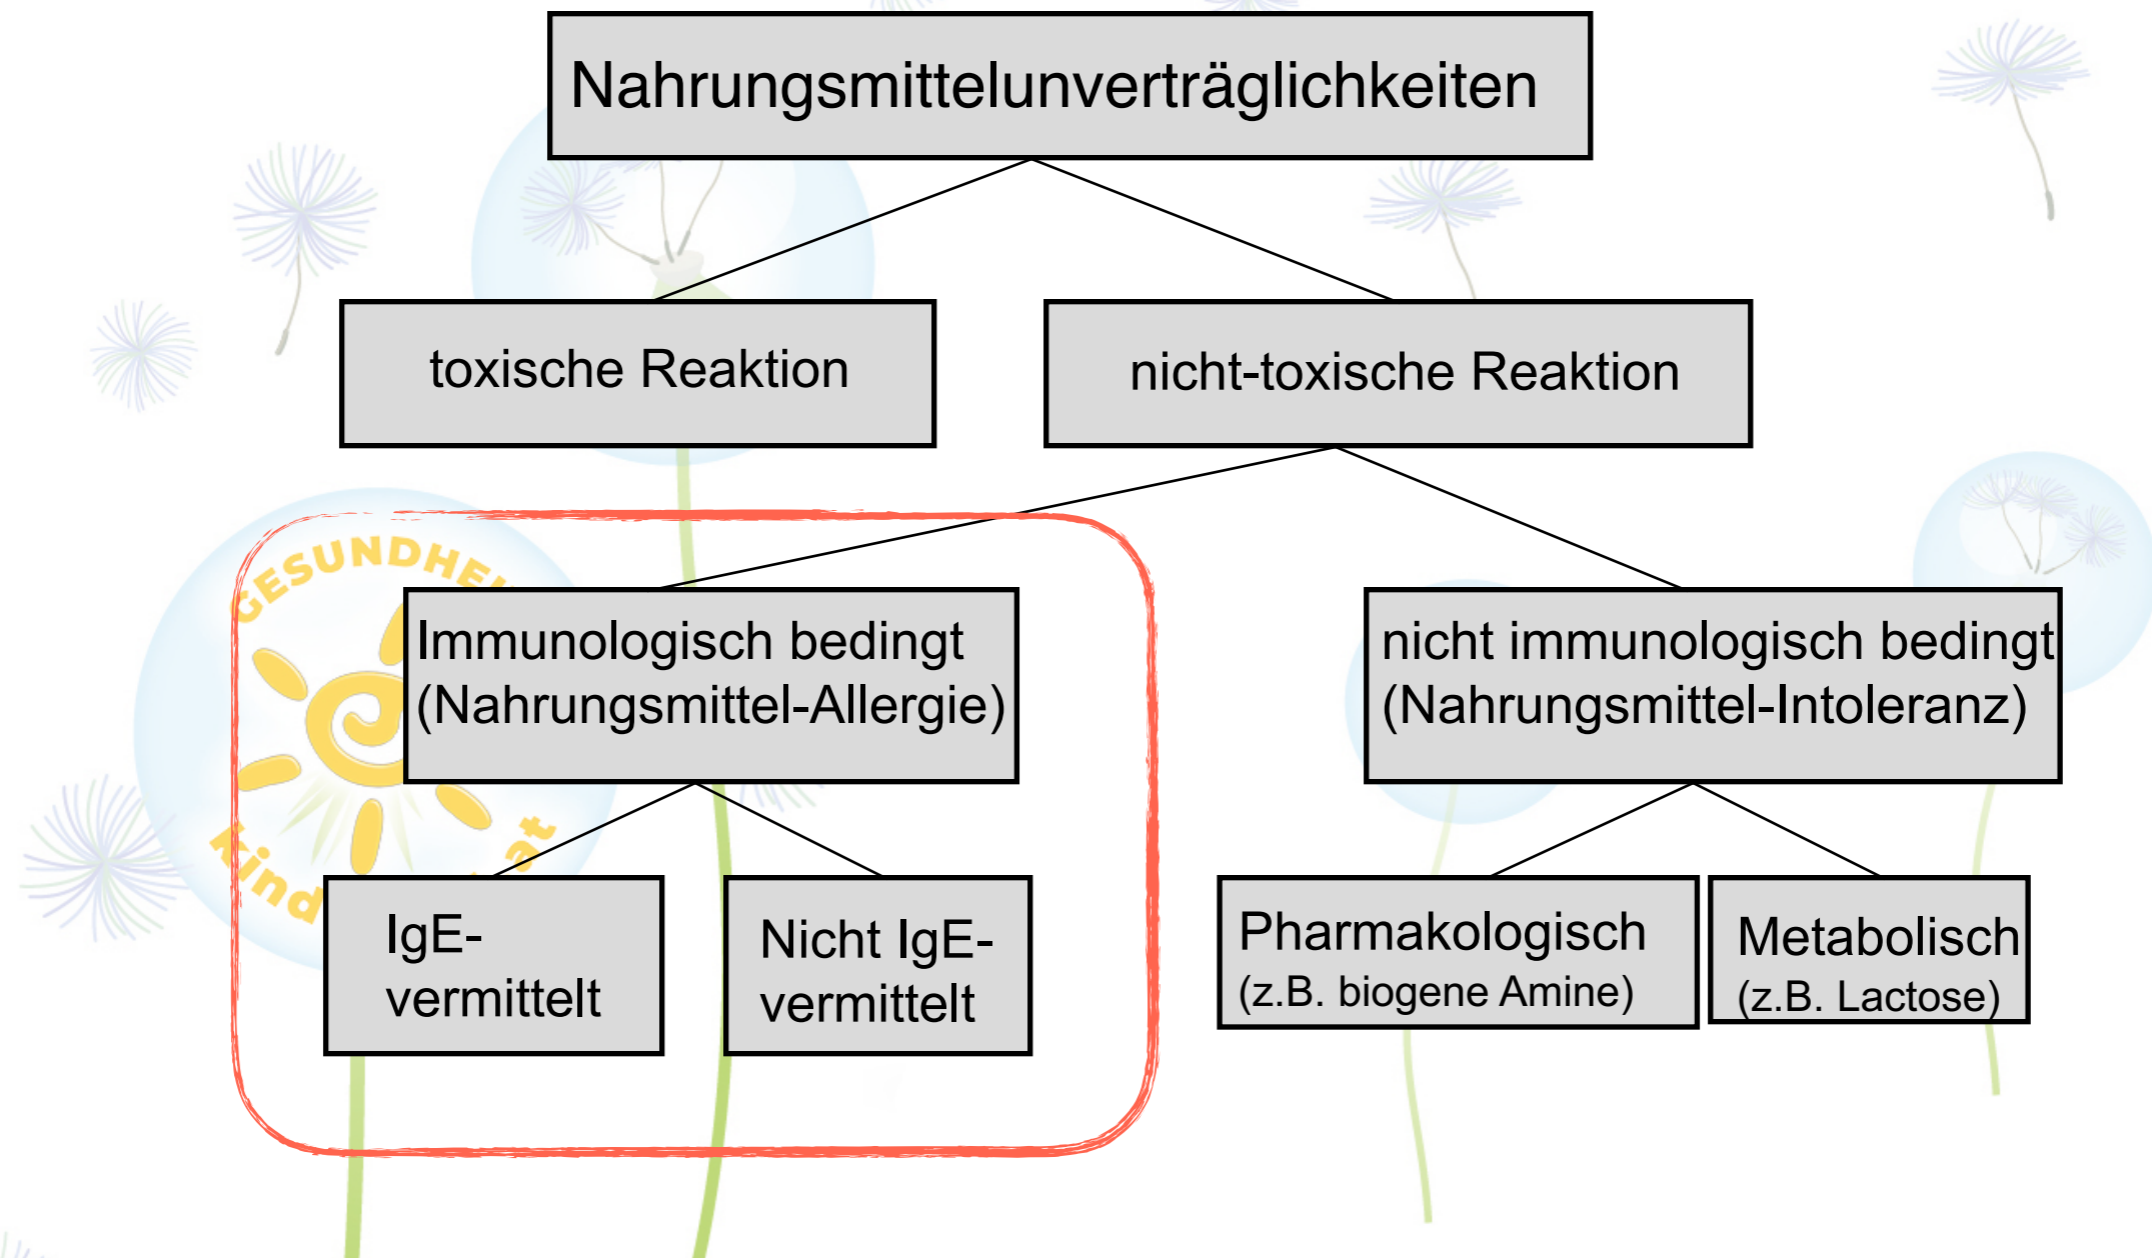 Nahrungsmittelunverträglichkeiten
toxische Reaktion
nicht-toxische Reaktion
Immunologisch bedingt
(Nahrungsmittel-Allergie)
nicht immunologisch bedingt
(Nahrungsmittel-Intoleranz)
IgE-
vermittelt
Nicht IgE-
vermittelt
Pharmakologisch
(z.B. biogene Amine)
Metabolisch
(z.B. Lactose)